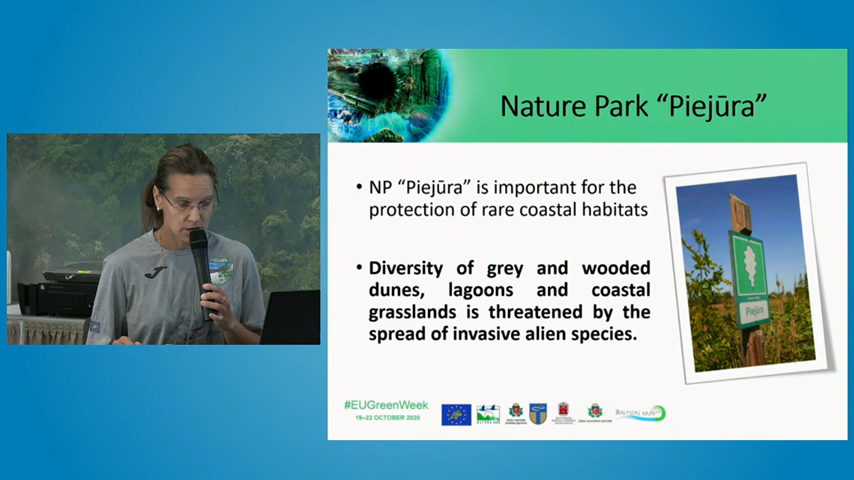 Nature Park “Piejūra”
• NP “Piejūra” is important for the
protection of rare coastal habitats
• Diversity of grey and wooded
dunes, lagoons and coastal
grasslands is threatened by the
spread of invasive alien species.
Piejūra
#EUGreenWeek
19–22 OCTOBER 2020
BALTIJAS KRASTI